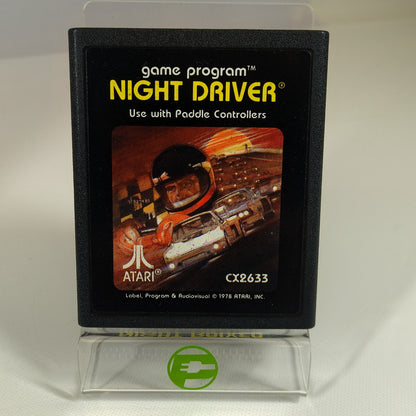 game program™
NIGHT DRIVER®
Use with Paddle Controllers
ATARI®
CX2633
Label, Program & Audiovisual © 1978 ATARI, INC.